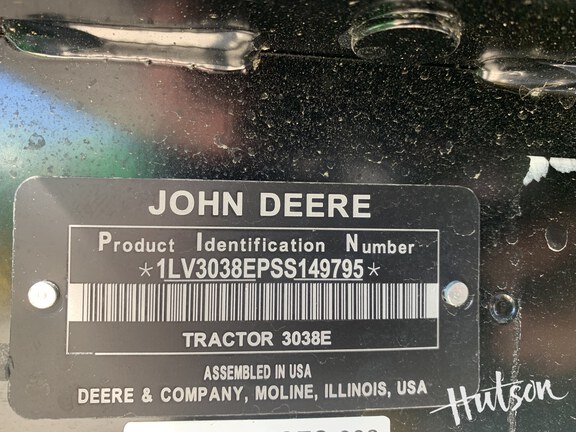 JOHN DEERE
Product Identification Number
*1LV3038EPSS149795*
TRACTOR 3038E
ASSEMBLED IN USA
DEERE & COMPANY, MOLINE, ILLINOIS, USA
Hutson